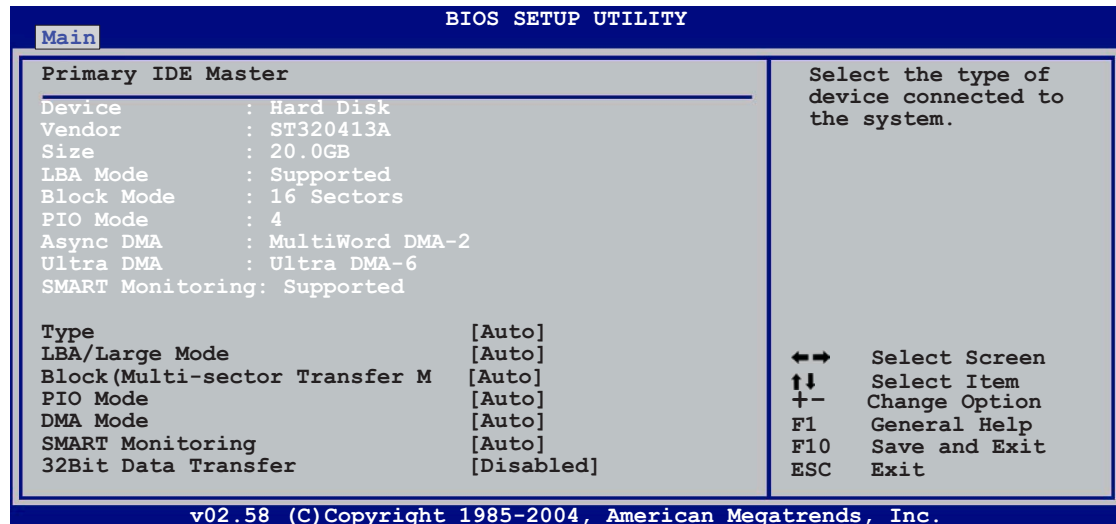 BIOS SETUP UTILITY
Main
Primary IDE Master
Device : Hard Disk
Vendor : ST320413A
Size : 20.0GB
LBA Mode : Supported
Block Mode : 16 Sectors
PIO Mode : 4
Async DMA : MultiWord DMA-2
Ultra DMA : Ultra DMA-6
SMART Monitoring: Supported
Type [Auto]
LBA/Large Mode [Auto]
Block(Multi-sector Transfer M [Auto]
PIO Mode [Auto]
DMA Mode [Auto]
SMART Monitoring [Auto]
32Bit Data Transfer [Disabled]
Select the type of
device connected to
the system.
←→ Select Screen
↑↓ Select Item
+- Change Option
F1 General Help
F10 Save and Exit
ESC Exit
v02.58 (C)Copyright 1985-2004, American Megatrends, Inc.